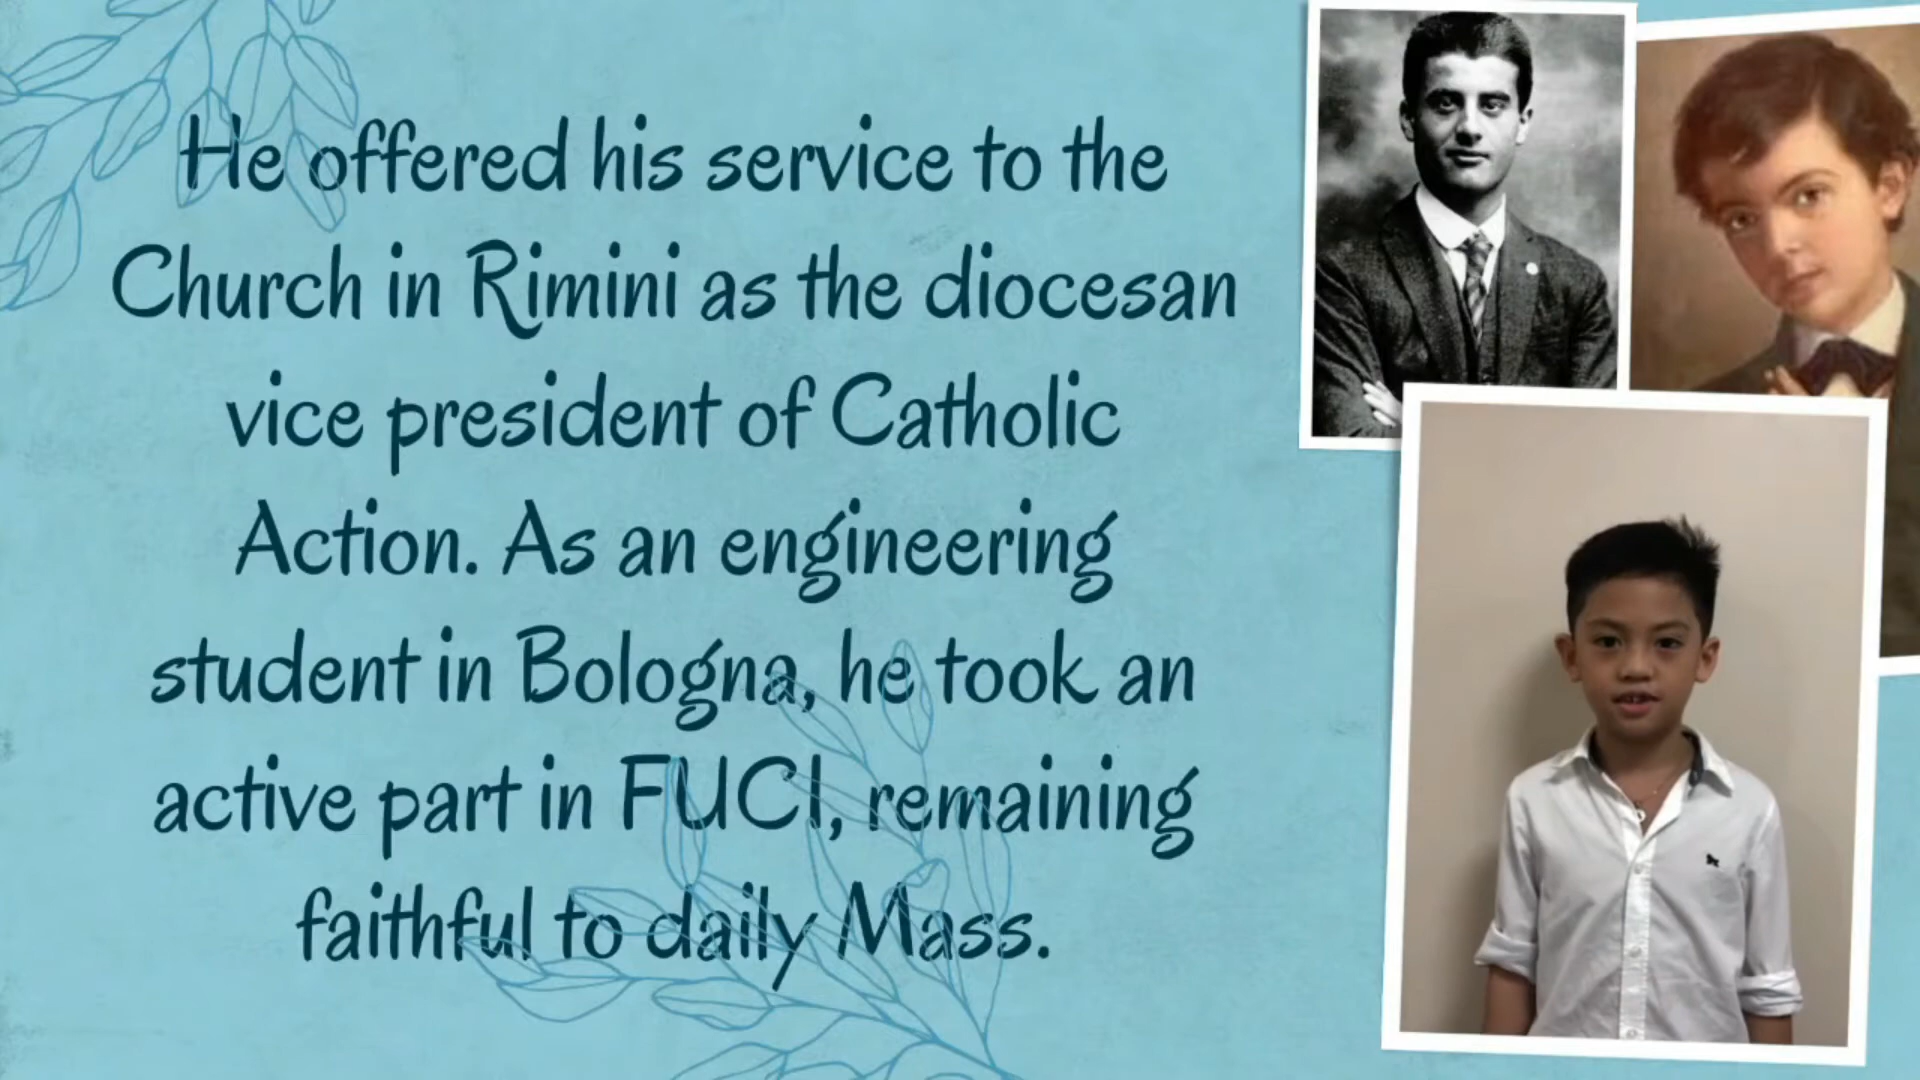 He offered his service to the
Church in Rimini as the diocesan
vice president of Catholic
Action. As an engineering
student in Bologna, he took an
active part in FUCI, remaining
faithful to daily Mass.